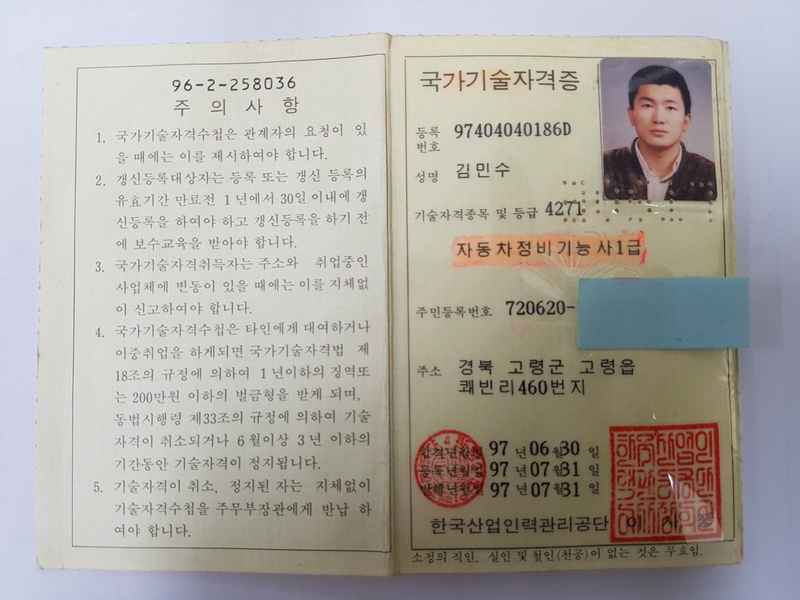 96-2-258036
주 의 사 항
1. 국가기술자격수첩은 관계자의 요청이 있
을 때에는 이를 제시하여야 합니다.
2. 갱신등록대상자는 등록 또는 갱신 등록의
유효기간 만료전 1년에서 30일 이내에 갱
신등록을 하여야 하고 갱신등록을 하기 전
에 보수교육을 받아야 합니다.
3. 국가기술자격취득자는 주소와 취업중인
사업체에 변동이 있을 때에는 이를 지체없
이 신고하여야 합니다.
4. 국가기술자격수첩은 타인에게 대여하거나
이중취업을 하게되면 국가기술자격법 제
18조의 규정에 의하여 1년이하의 징역또
는 200만원 이하의 벌금형을 받게 되며,
동법시행령 제33조의 규정에 의하여 기술
자격이 취소되거나 6월이상 3년 이하의
기간동안 기술자격이 정지됩니다.
5. 기술자격이 취소, 정지된 자는 지체없이
기술자격수첩을 주무부장관에게 반납 하
여야 합니다.
국가기술자격증
등록번호 97404040186D
성명 김민수
기술자격종목 및 등급 4271
자동차정비기능사1급
주민등록번호 720620-
주소 경북 고령군 고령읍
쾌빈리460번지
합격년월일 97 년 06 월 30 일
등록년월일 97 년 07 월 31 일
발행년월일 97 년 07 월 31 일
한국산업인력관리공단 이 사 장
소정의 직인, 실인 및 철인(천공)이 없는 것은 무효임.